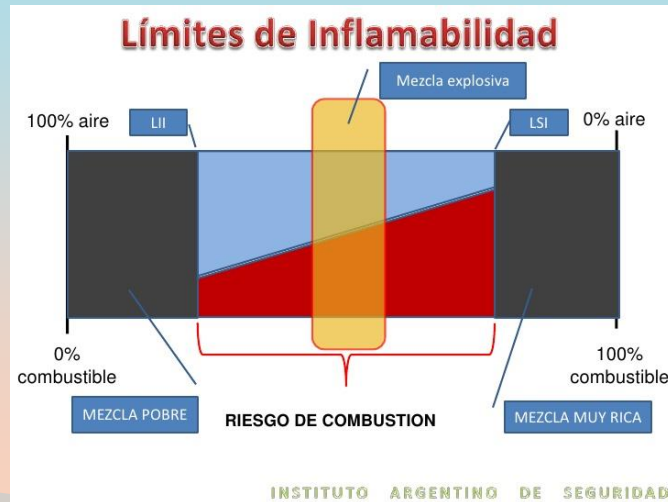 Límites de Inflamabilidad
Mezcla explosiva
100% aire
LII
LSI
0% aire
0%
combustible
100%
combustible
MEZCLA POBRE
RIESGO DE COMBUSTION
MEZCLA MUY RICA
INSTITUTO ARGENTINO DE SEGURIDAD